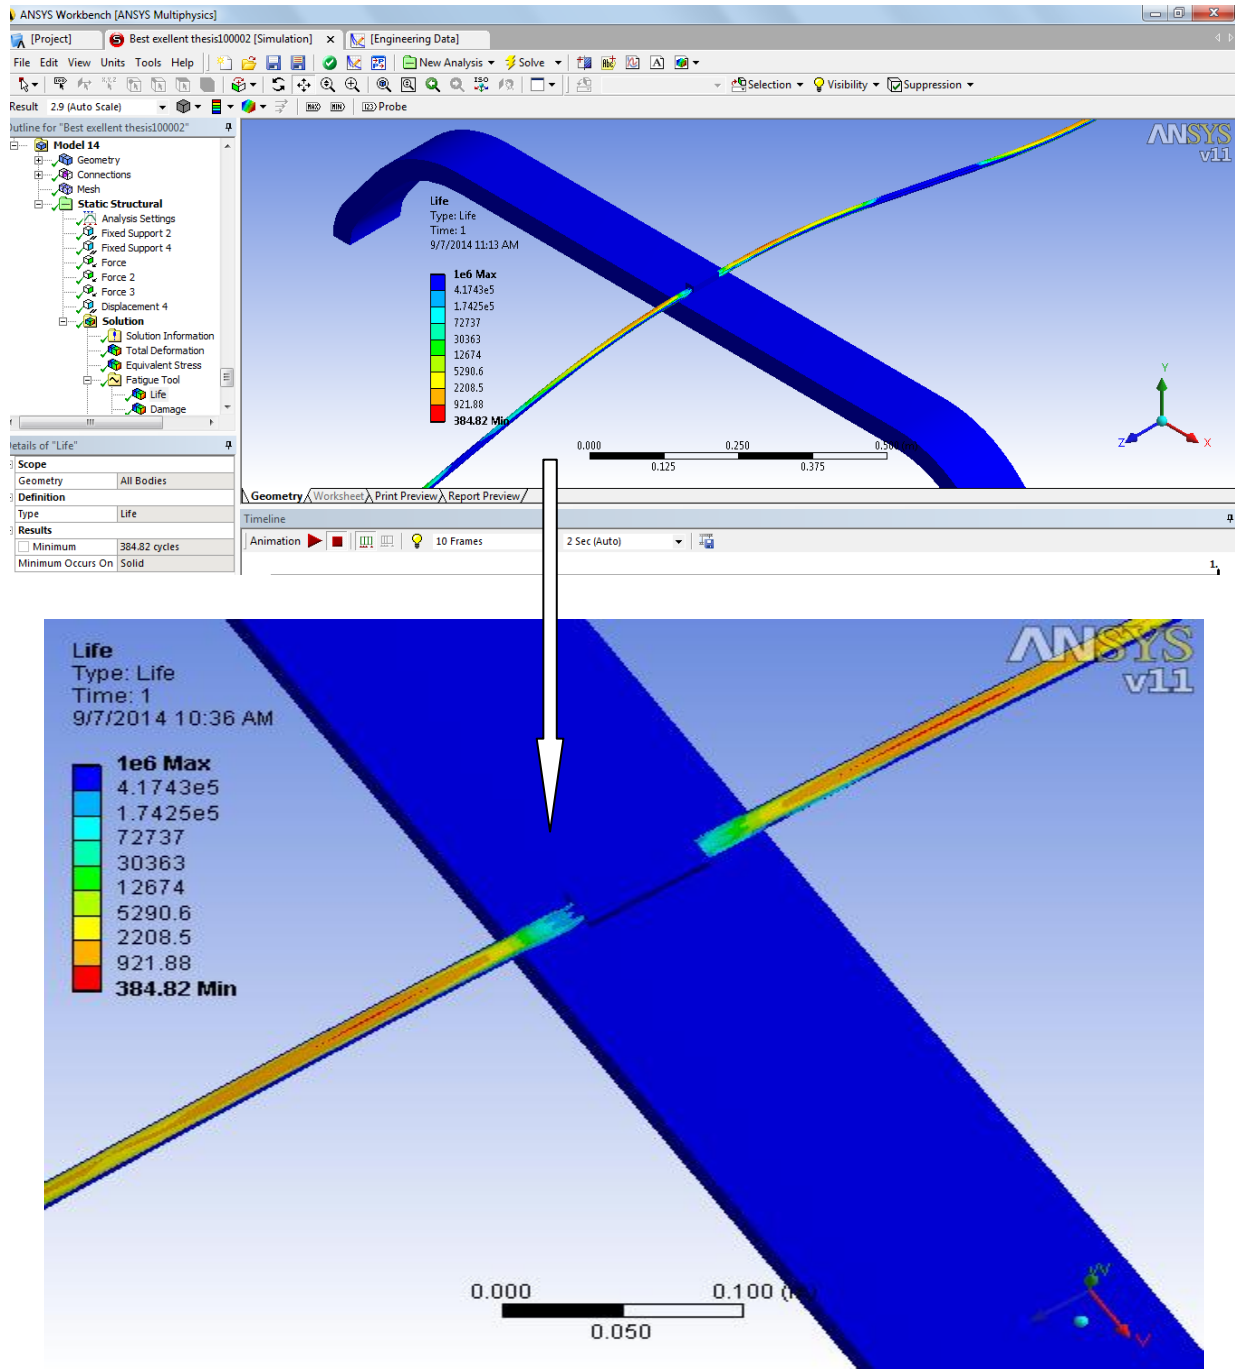 ANSYS Workbench [ANSYS Multiphysics]
[Project] Best exellent thesis100002 [Simulation] x [Engineering Data]
File Edit View Units Tools Help New Analysis Solve
Selection Visibility Suppression
Result 2.9 (Auto Scale) MAX MIN Probe
Outline for "Best exellent thesis100002"
Model 14
Geometry
Connections
Mesh
Static Structural
Analysis Settings
Fixed Support 2
Fixed Support 4
Force
Force 2
Force 3
Displacement 4
Solution
Solution Information
Total Deformation
Equivalent Stress
Fatigue Tool
Life
Damage
Details of "Life"
Scope
Geometry All Bodies
Definition
Type Life
Results
Minimum 384.82 cycles
Minimum Occurs On Solid
ANSYS
v11
Life
Type: Life
Time: 1
9/7/2014 11:13 AM
1e6 Max
4.1743e5
1.7425e5
72737
30363
12674
5290.6
2208.5
921.88
384.82 Min
0.000 0.250
0.125 0.375
Y
Z X
Geometry Worksheet Print Preview Report Preview
Timeline
Animation 10 Frames 2 Sec (Auto)
1.
ANSYS
v11
Life
Type: Life
Time: 1
9/7/2014 10:36 AM
1e6 Max
4.1743e5
1.7425e5
72737
30363
12674
5290.6
2208.5
921.88
384.82 Min
0.000 0.100
0.050